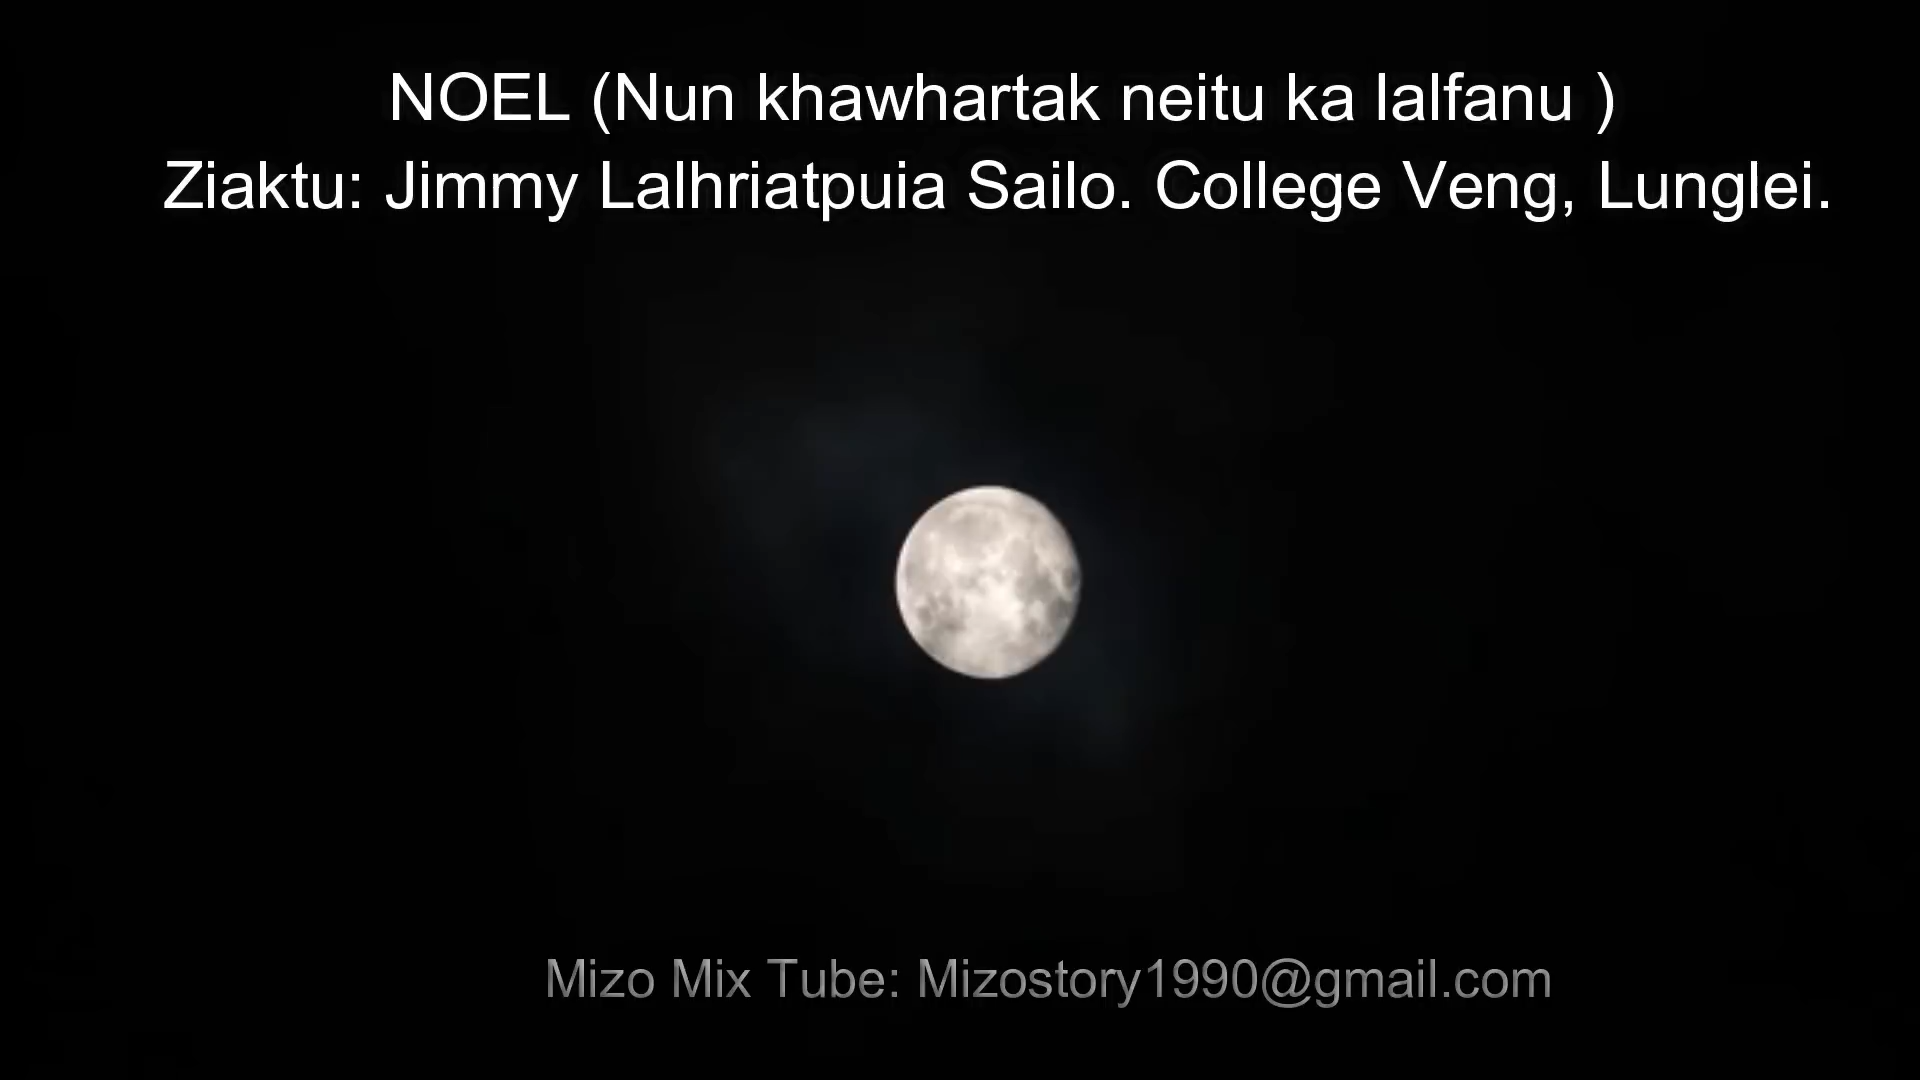 NOEL (Nun khawhartak neitu ka lalfanu )
Ziaktu: Jimmy Lalhriatpuia Sailo. College Veng, Lunglei.
Mizo Mix Tube: Mizostory1990@gmail.com